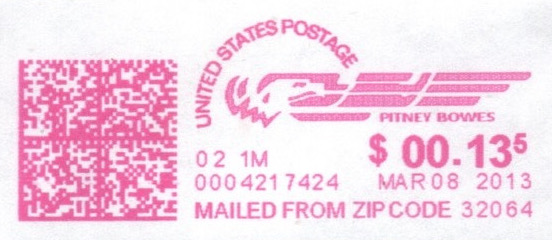 UNITED STATES POSTAGE
PITNEY BOWES
$ 00.13⁵
02 1M
0004217424 MAR 08 2013
MAILED FROM ZIP CODE 32064